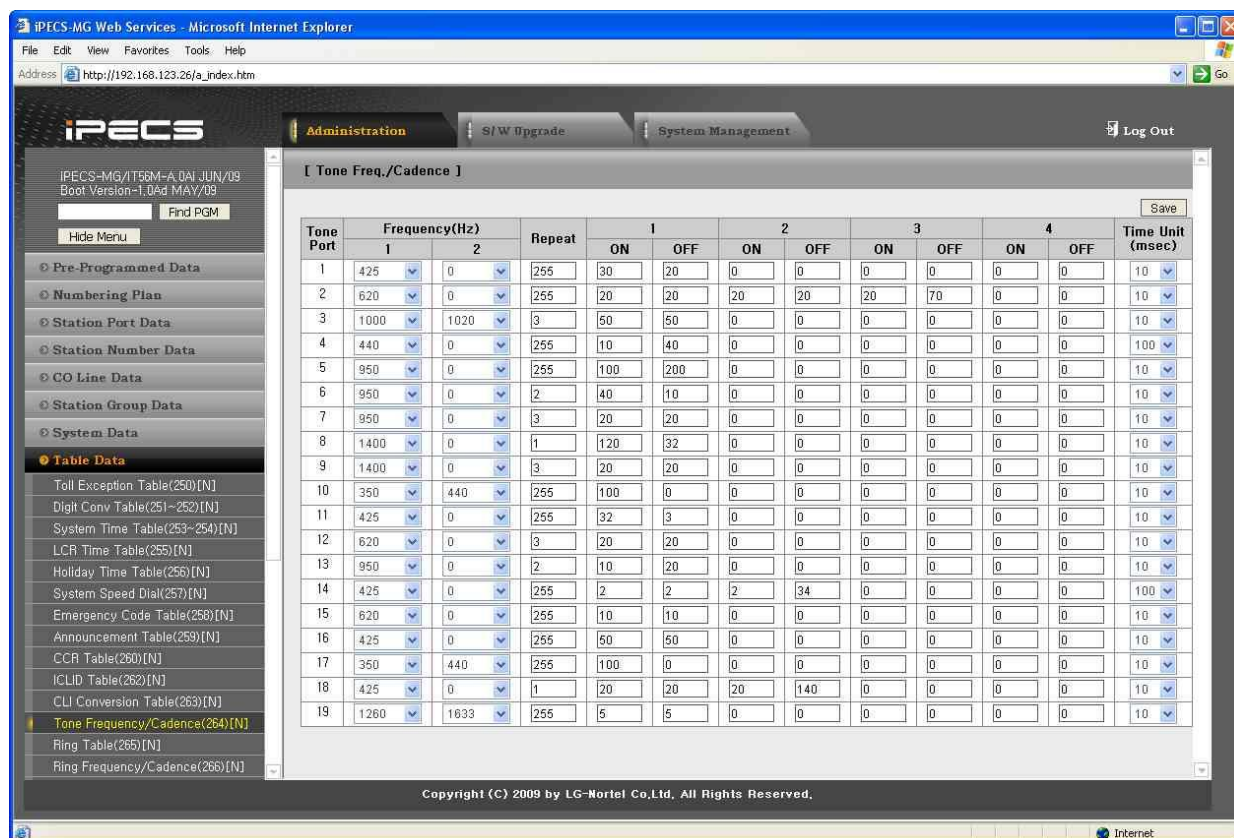 iPECS-MG Web Services - Microsoft Internet Explorer
File Edit View Favorites Tools Help
Address http://192.168.123.26/a_index.htm Go
iPECS
Administration S/W Upgrade System Management Log Out
iPECS-MG/IT56M-A.0AI JUN/09
Boot Version-1.0Ad MAY/09
Find PGM
Hide Menu
Pre-Programmed Data
Numbering Plan
Station Port Data
Station Number Data
CO Line Data
Station Group Data
System Data
Table Data
Toll Exception Table(250)[N]
Digit Conv Table(251~252)[N]
System Time Table(253~254)[N]
LCR Time Table(255)[N]
Holiday Time Table(256)[N]
System Speed Dial(257)[N]
Emergency Code Table(258)[N]
Announcement Table(259)[N]
CCR Table(260)[N]
ICLID Table(262)[N]
CLI Conversion Table(263)[N]
Tone Frequency/Cadence(264)[N]
Ring Table(265)[N]
Ring Frequency/Cadence(266)[N]
[ Tone Freq./Cadence ]
Save
Tone Port Frequency(Hz) Repeat 1 2 3 4 Time Unit (msec)
1 2 ON OFF ON OFF ON OFF ON OFF
1 425 0 255 30 20 0 0 0 0 0 0 10
2 620 0 255 20 20 20 20 20 70 0 0 10
3 1000 1020 3 50 50 0 0 0 0 0 0 10
4 440 0 255 10 40 0 0 0 0 0 0 100
5 950 0 255 100 200 0 0 0 0 0 0 10
6 950 0 2 40 10 0 0 0 0 0 0 10
7 950 0 3 20 20 0 0 0 0 0 0 10
8 1400 0 1 120 32 0 0 0 0 0 0 10
9 1400 0 3 20 20 0 0 0 0 0 0 10
10 350 440 255 100 0 0 0 0 0 0 0 10
11 425 0 255 32 3 0 0 0 0 0 0 10
12 620 0 3 20 20 0 0 0 0 0 0 10
13 950 0 2 10 20 0 0 0 0 0 0 10
14 425 0 255 2 2 2 34 0 0 0 0 100
15 620 0 255 10 10 0 0 0 0 0 0 10
16 425 0 255 50 50 0 0 0 0 0 0 10
17 350 440 255 100 0 0 0 0 0 0 0 10
18 425 0 1 20 20 20 140 0 0 0 0 10
19 1260 1633 255 5 5 0 0 0 0 0 0 10
Copyright (C) 2009 by LG-Nortel Co,Ltd, All Rights Reserved,
Internet